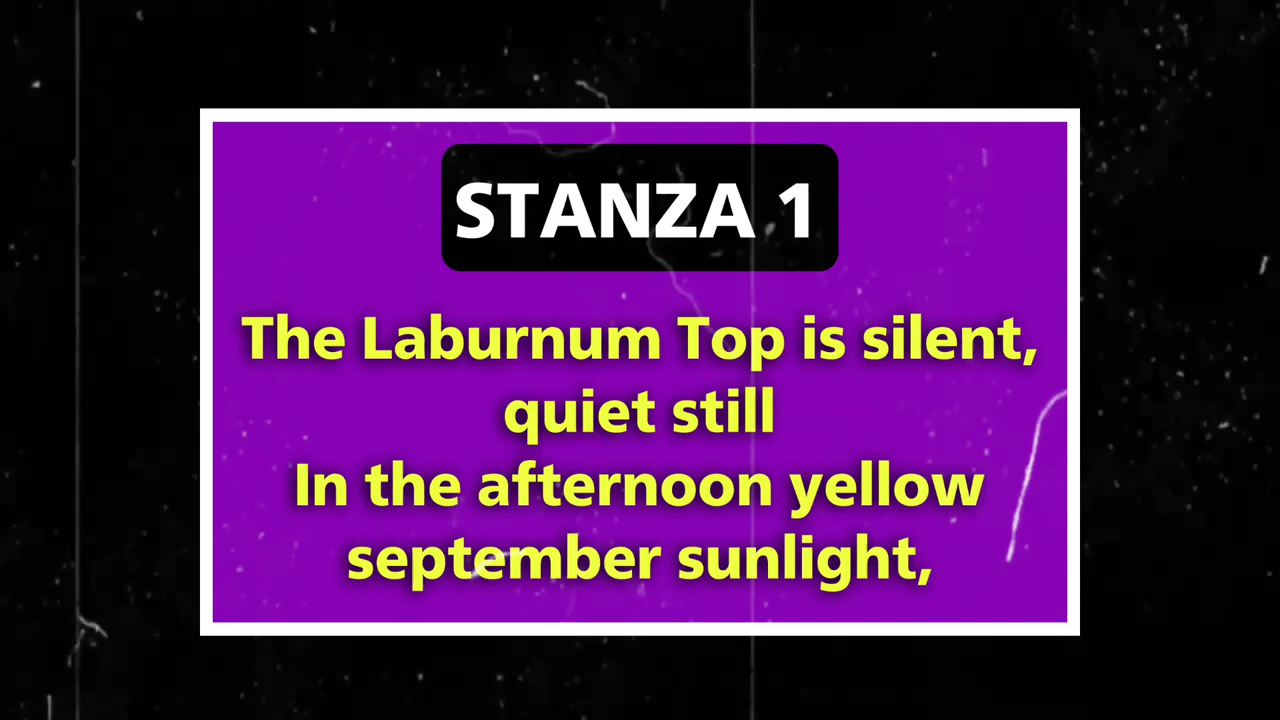 STANZA 1
The Laburnum Top is silent,
quiet still
In the afternoon yellow
september sunlight,